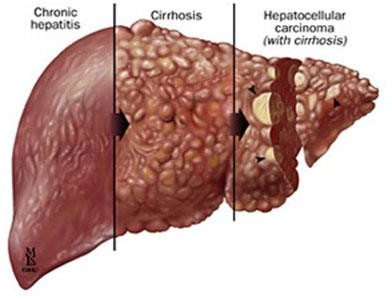 Chronic
hepatitis
Cirrhosis
Hepatocellular
carcinoma
(with cirrhosis)